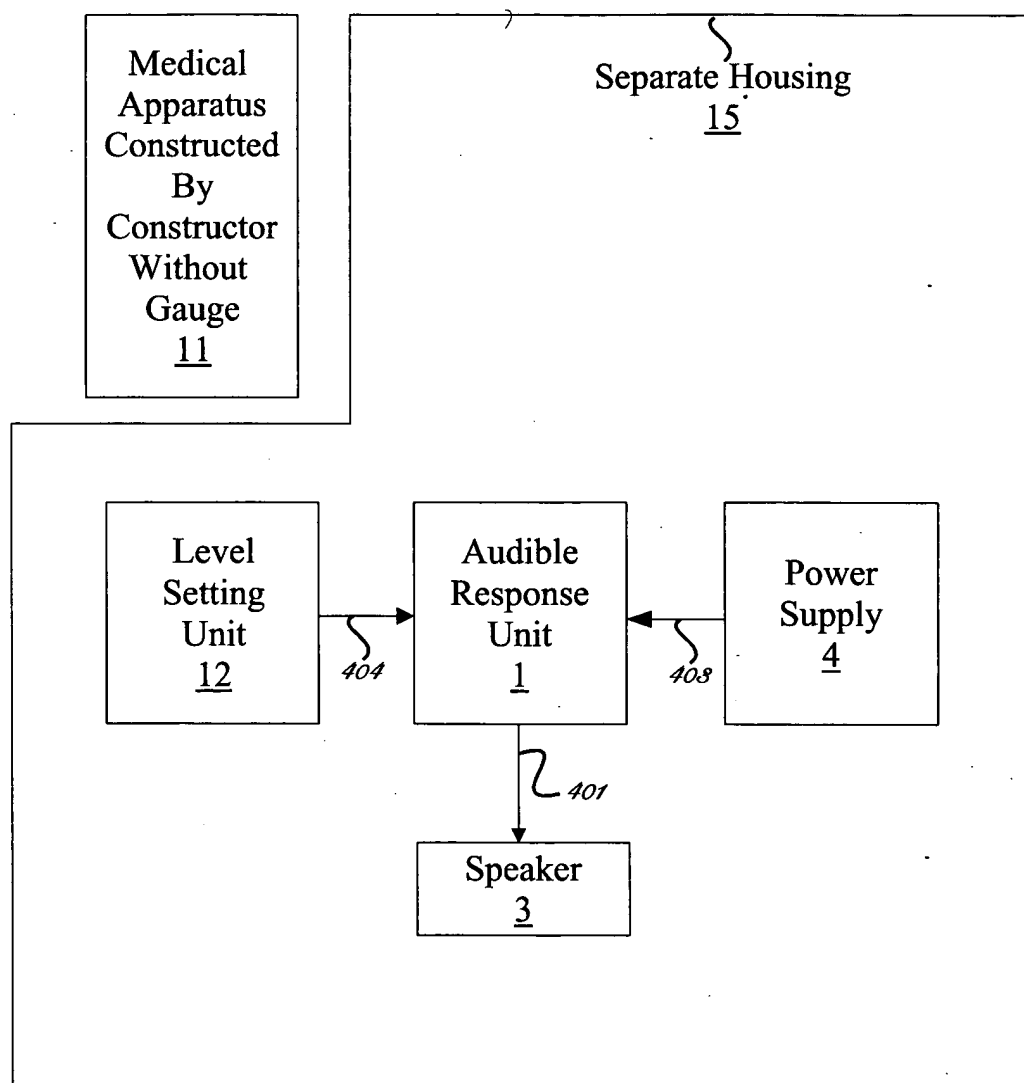 Medical
Apparatus
Constructed
By
Constructor
Without
Gauge
11
Separate Housing
15
Level
Setting
Unit
12
404
Audible
Response
Unit
1
403
Power
Supply
4
401
Speaker
3